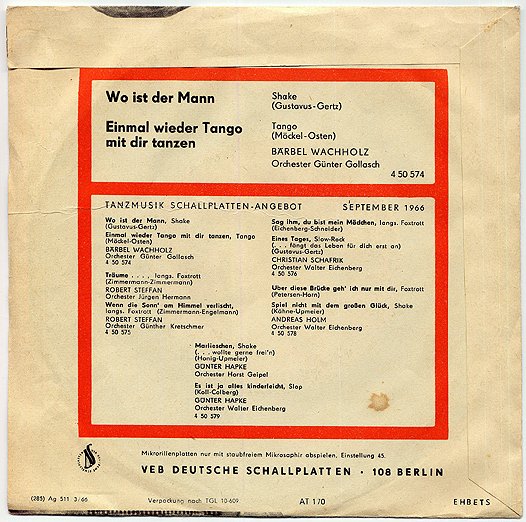 Wo ist der Mann
Shake
(Gustavus-Gertz)
Einmal wieder Tango
mit dir tanzen
Tango
(Möckel-Osten)
BÄRBEL WACHHOLZ
Orchester Günter Gollasch
4 50 574
TANZMUSIK SCHALLPLATTEN-ANGEBOT SEPTEMBER 1966
Wo ist der Mann, Shake
(Gustavus-Gertz)
Einmal wieder Tango mit dir tanzen, Tango
(Möckel-Osten)
BÄRBEL WACHHOLZ
Orchester Günter Gollasch
4 50 574
Träume . . . . langs. Foxtrott
(Zimmermann-Zimmermann)
ROBERT STEFFAN
Orchester Jürgen Hermann
Wenn die Sonn' am Himmel verlischt,
langs. Foxtrott (Zimmermann-Engelmann)
ROBERT STEFFAN
Orchester Günther Kretschmer
4 50 575
Sag ihm, du bist mein Mädchen, langs. Foxtrott
(Eichenberg-Schneider)
Eines Tages, Slow-Rock
(. . . fängt das Leben für dich erst an)
(Gustavus-Gertz)
CHRISTIAN SCHAFRIK
Orchester Walter Eichenberg
4 50 576
Uber diese Brücke geh' ich nur mit dir, Foxtrott
(Petersen-Horn)
Spiel nicht mit dem großen Glück, Shake
(Kähne-Upmeier)
ANDREAS HOLM
Orchester Walter Eichenberg
4 50 578
Marlieschen, Shake
(. . . wollte gerne frei'n)
(Honig-Upmeier)
GÜNTER HAPKE
Orchester Horst Geipel
Es ist ja alles kinderleicht, Slop
(Kall-Colberg)
GÜNTER HAPKE
Orchester Walter Eichenberg
4 50 579
Mikrorillenplatten nur mit staubfreiem Mikrosaphir abspielen, Einstellung 45.
VEB DEUTSCHE SCHALLPLATTEN · 108 BERLIN
(285) Ag 511 3/66 Verpackung nach TGL 10-609 AT 170 EHBETS